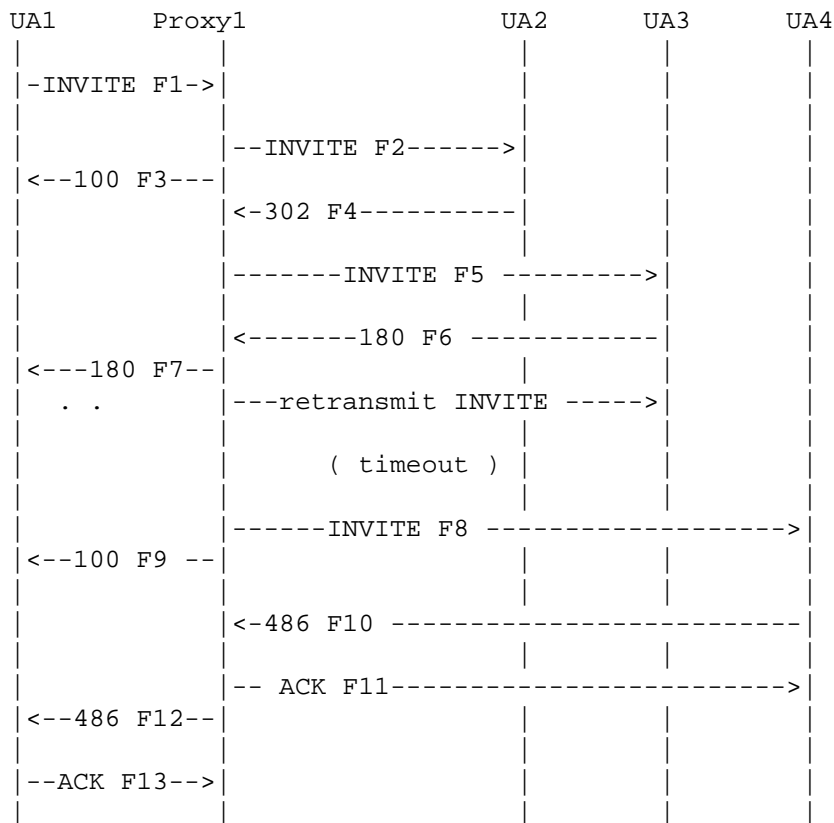 UA1 Proxy1 UA2 UA3 UA4
-INVITE F1->
--INVITE F2------>
<--100 F3---
<-302 F4----------
-------INVITE F5 --------->
<-------180 F6 ------------
<---180 F7--
. . ---retransmit INVITE ----->
( timeout )
------INVITE F8 ------------------->
<--100 F9 --
<-486 F10 --------------------------
-- ACK F11------------------------->
<--486 F12--
--ACK F13-->